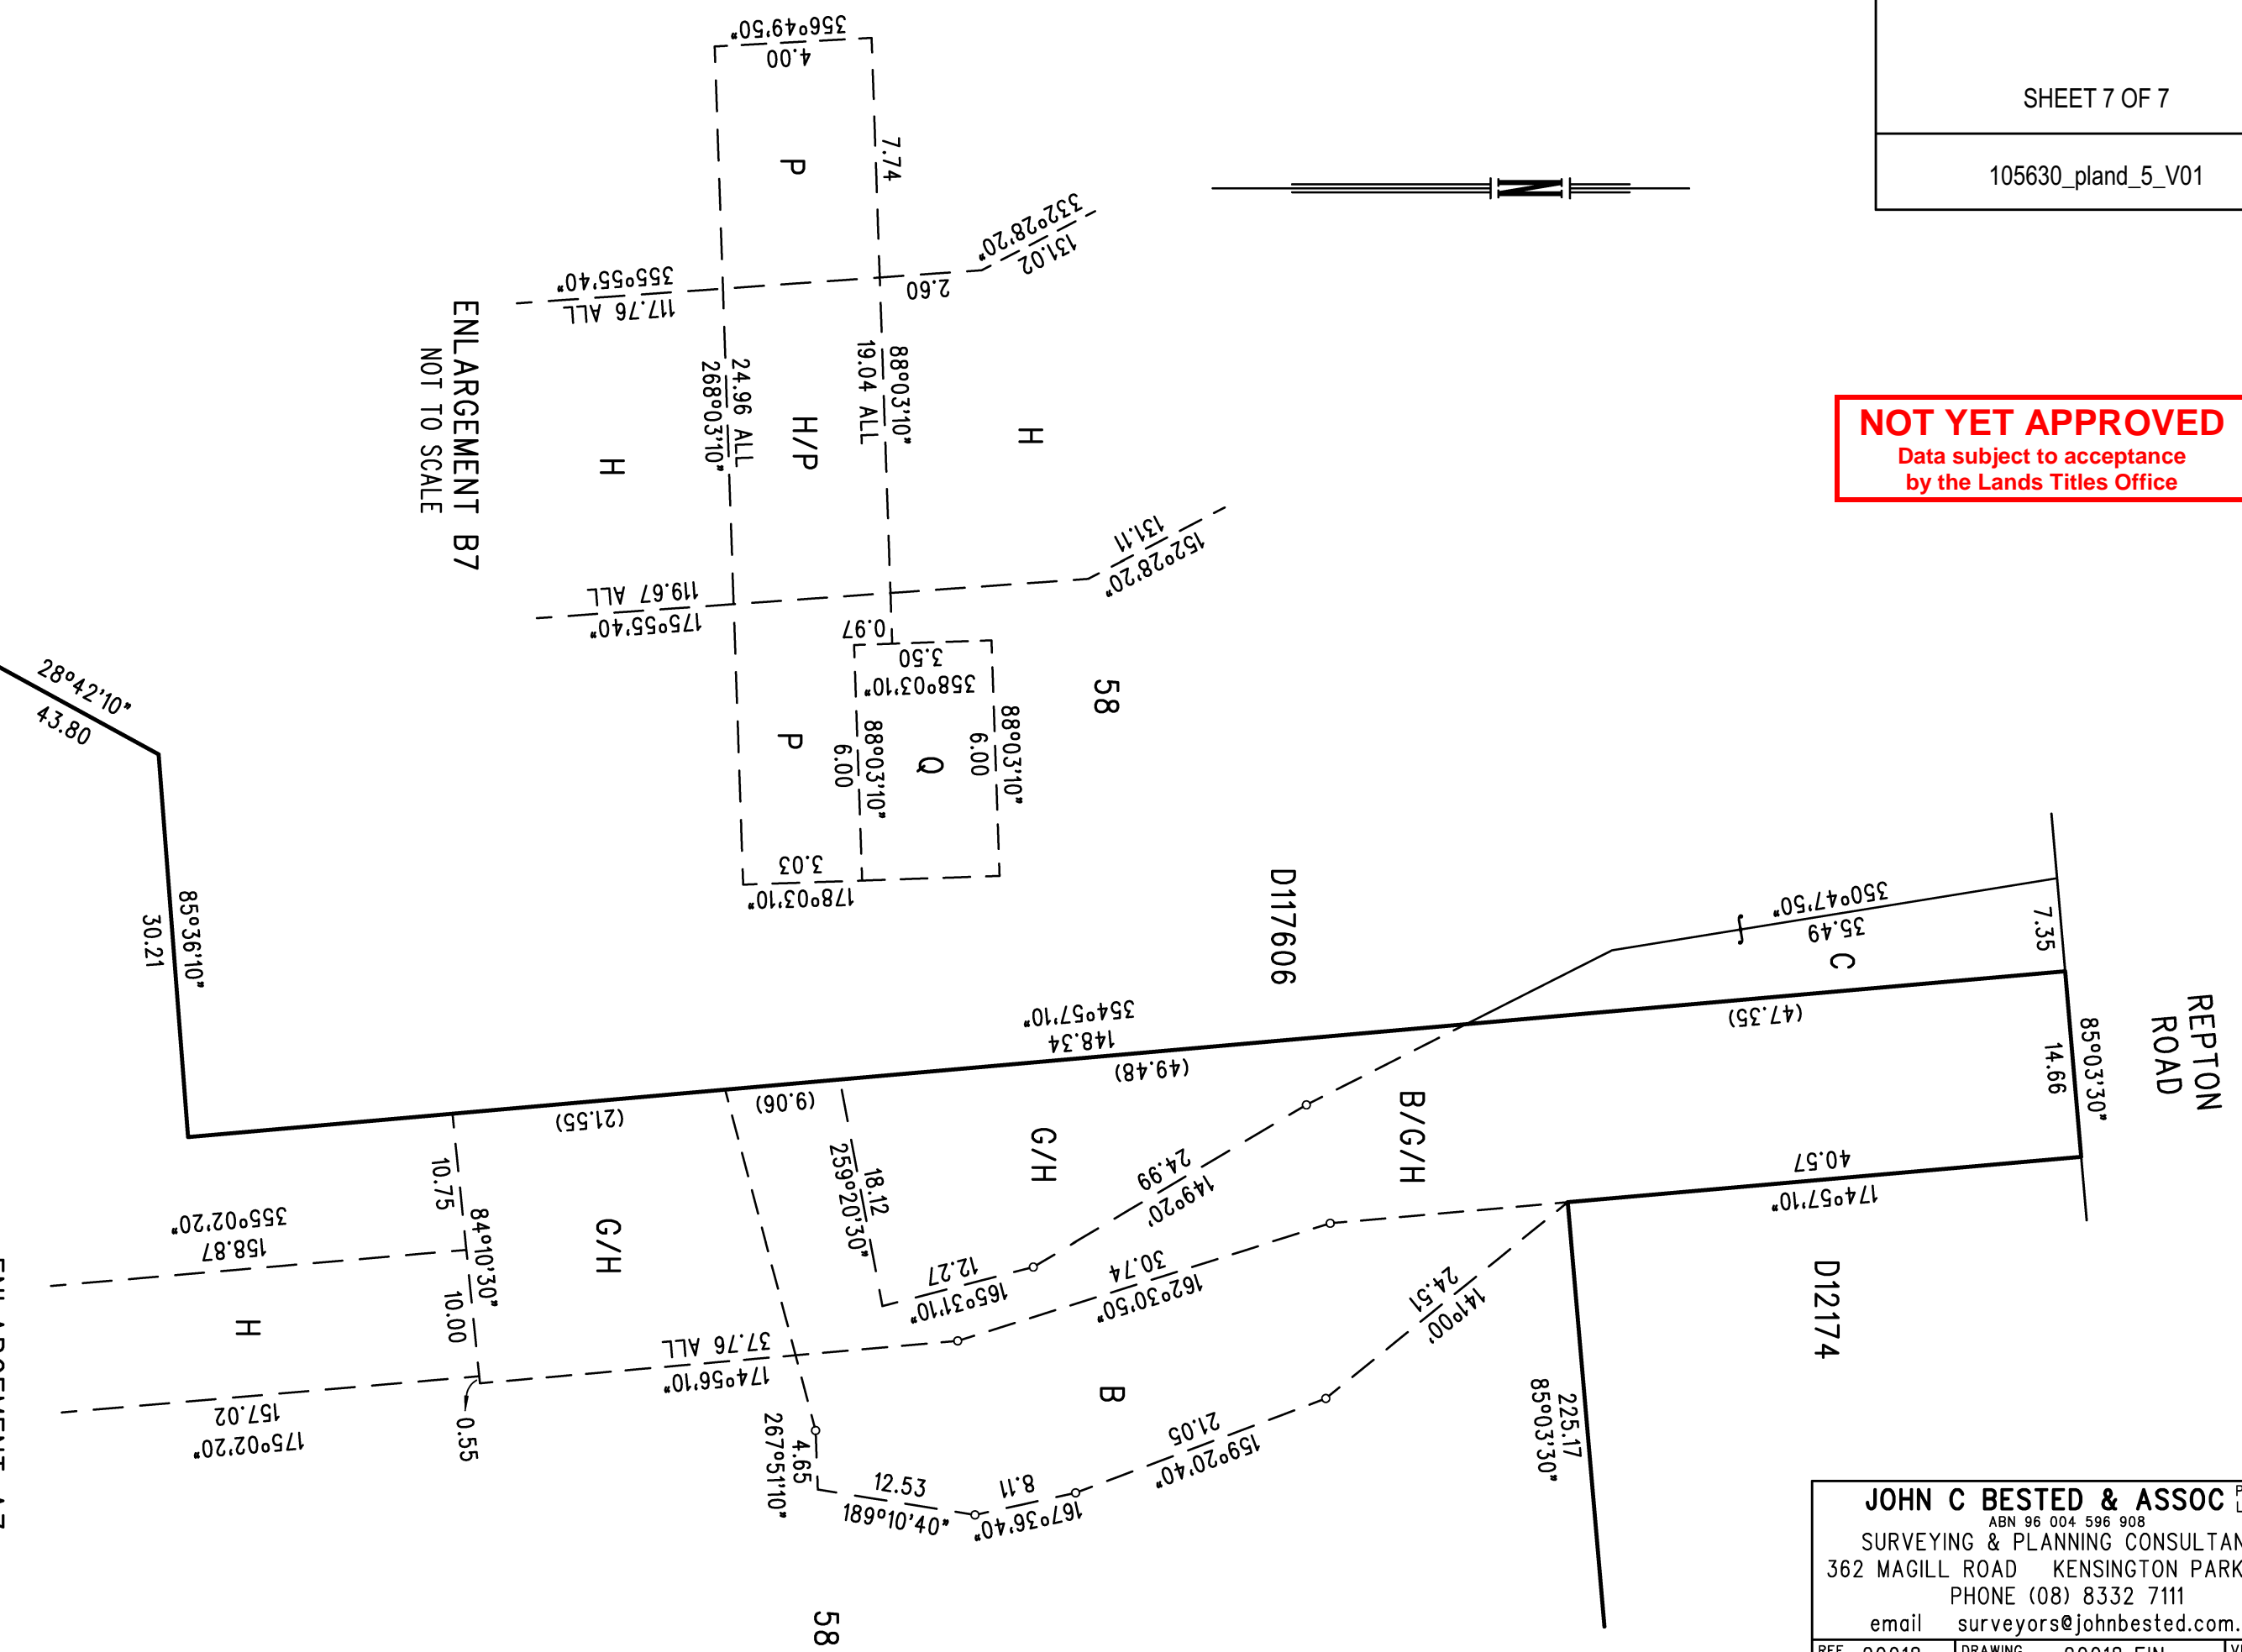 SHEET 7 OF 7
105630_pland_5_V01
NOT YET APPROVED
Data subject to acceptance
by the Lands Titles Office
356°49'50"
4.00
P
7.74
332°28'20"
131.02
355°55'40"
117.76 ALL
2.60
88°03'10"
19.04 ALL
24.96 ALL
268°03'10"
H/P
H
H
ENLARGEMENT B7
NOT TO SCALE
152°28'20"
131.11
119.67 ALL
175°55'40"
0.97
3.50
358°03'10"
58
88°03'10"
6.00
Q
88°03'10"
6.00
P
3.03
178°03'10"
28°42'10"
43.80
85°36'10"
30.21
D117606
350°47'50"
35.49
C
7.35
REPTON
ROAD
85°03'30"
14.66
(47.35)
354°57'10"
148.34
(49.48)
(9.06)
(21.55)
40.57
174°57'10"
B/G/H
G/H
24.99
149°20'
18.12
259°20'30"
12.27
165°31'10"
30.74
162°30'50"
24.51
141°00'
D12174
225.17
85°03'30"
G/H
10.75
84°10'30"
10.00
355°02'20"
158.87
H
157.02
175°02'20"
0.55
37.76 ALL
174°56'10"
B
21.05
159°20'40"
8.11
167°36'40"
12.53
189°10'40"
4.65
267°51'10"
58
JOHN C BESTED & ASSOC
ABN 96 004 596 908
SURVEYING & PLANNING CONSULTAN
362 MAGILL ROAD KENSINGTON PARK
PHONE (08) 8332 7111
email surveyors@johnbested.com.